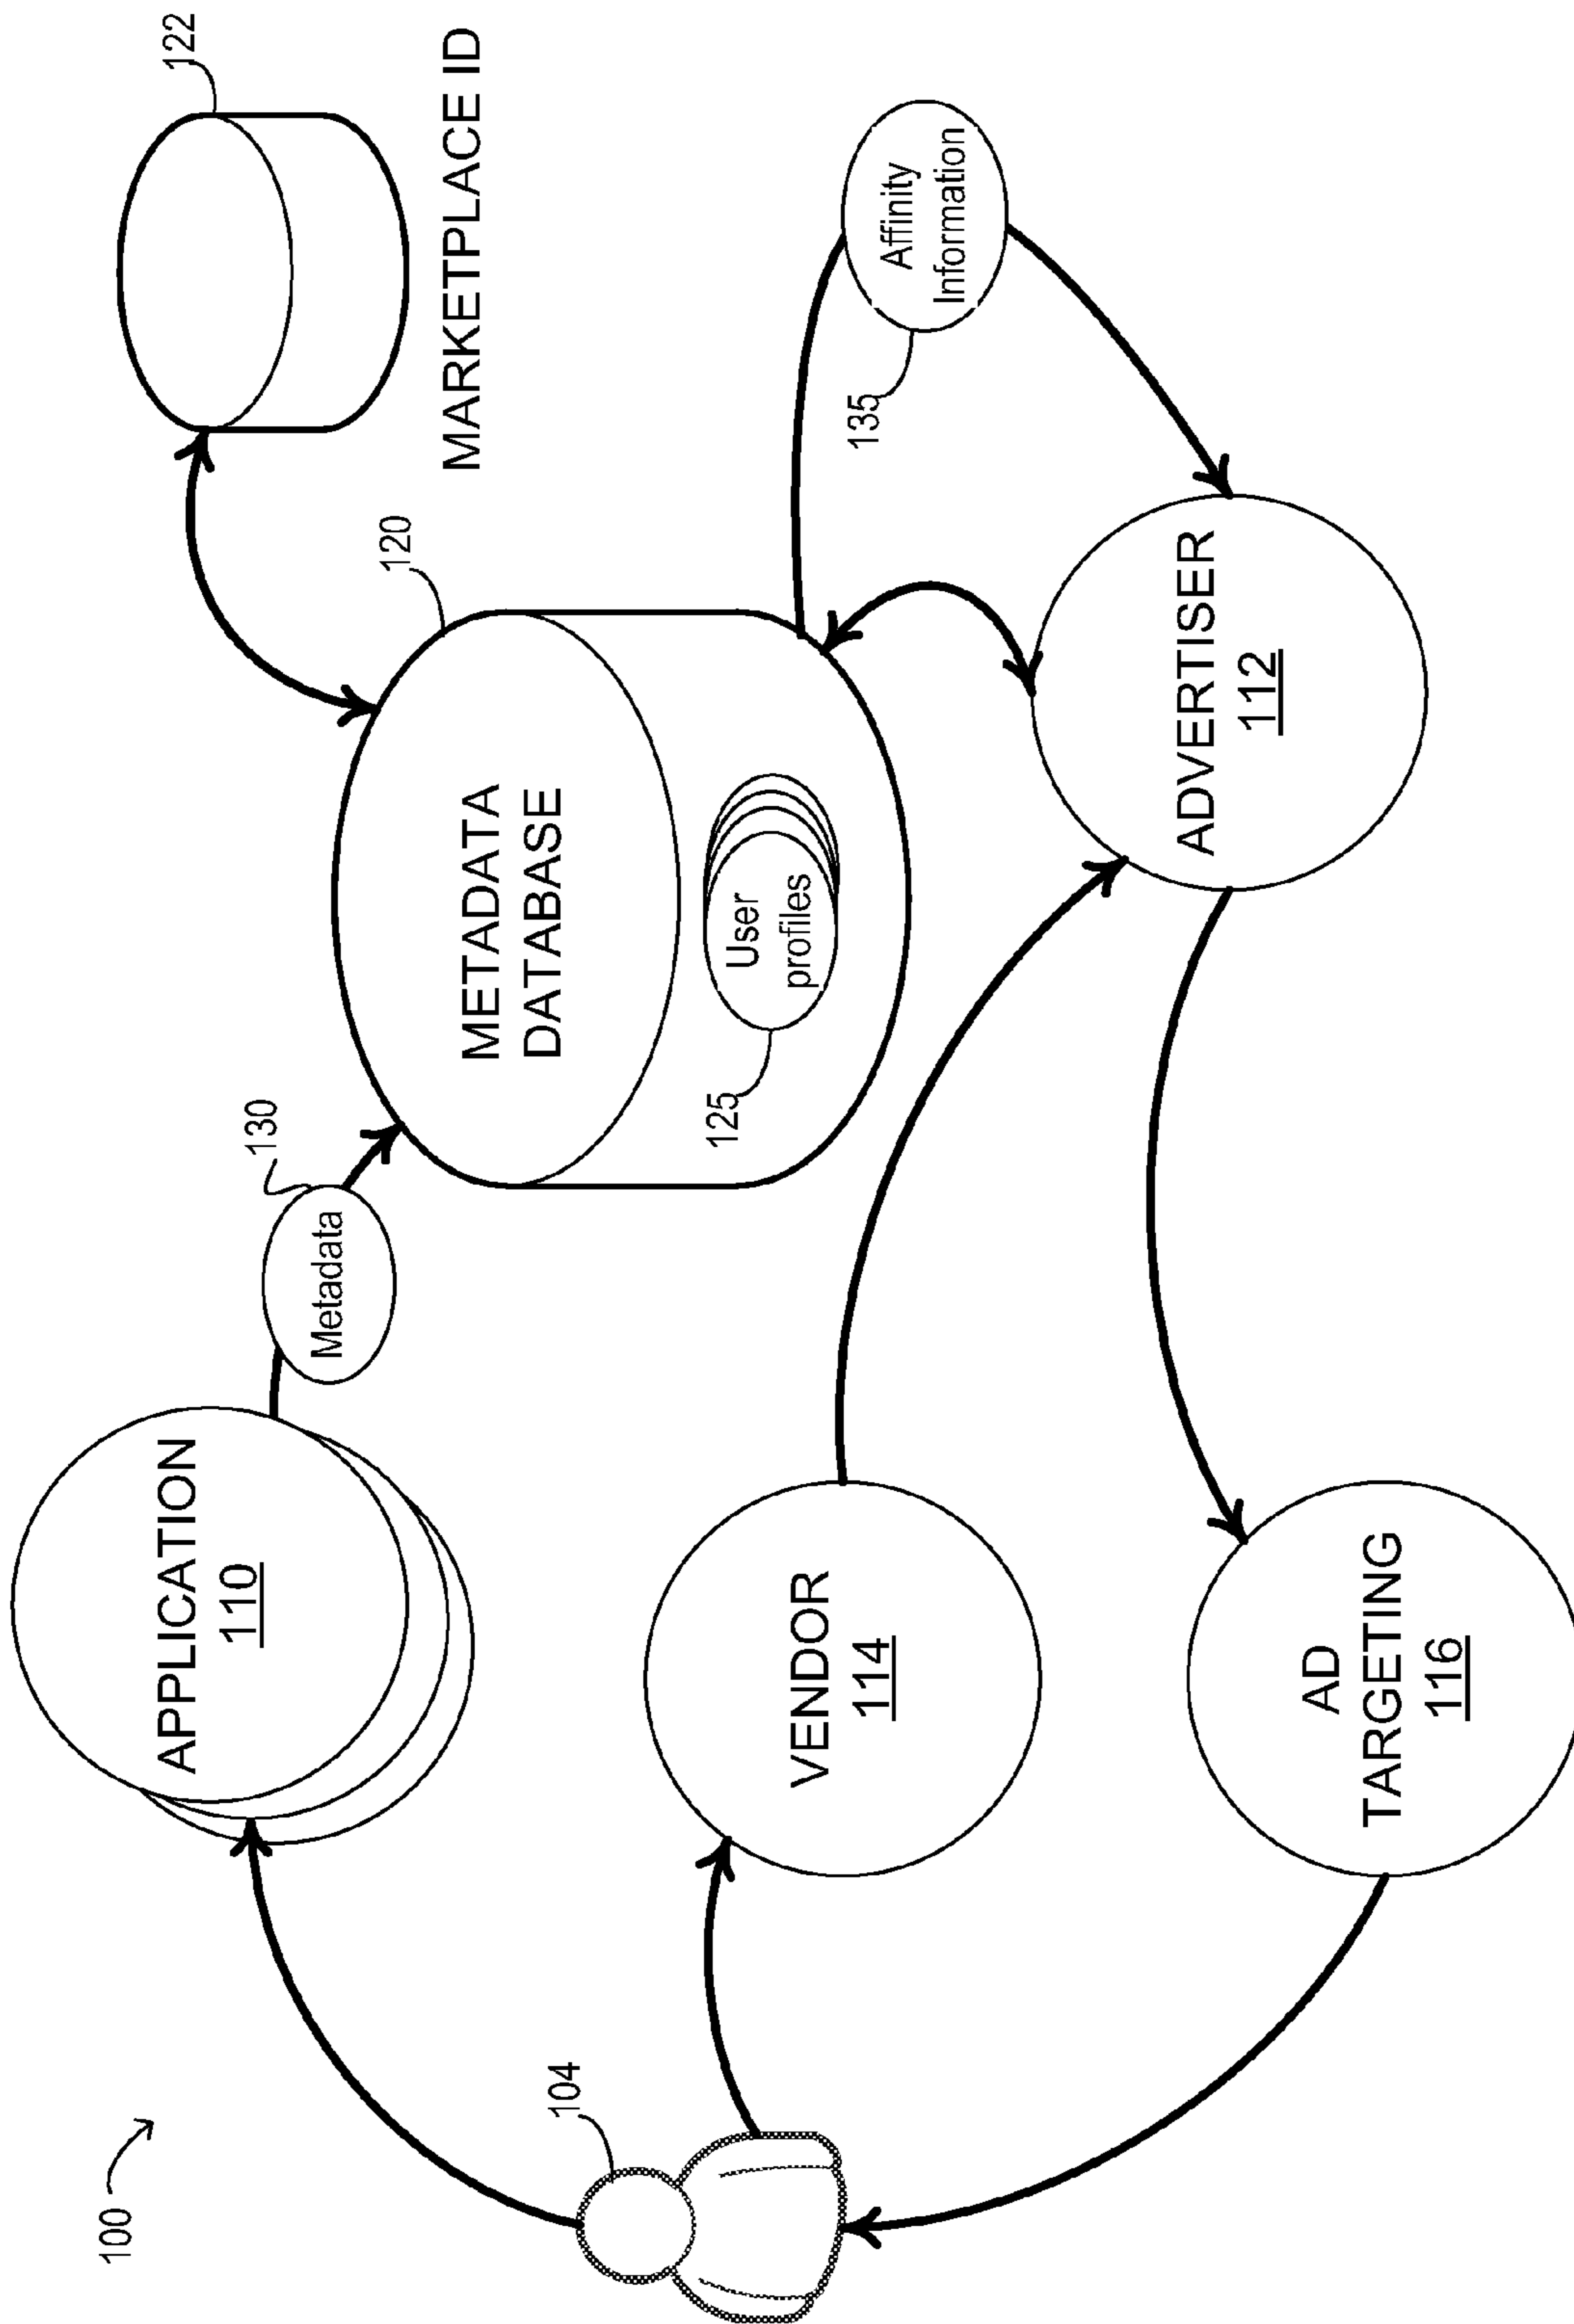 100
104
APPLICATION
110
130
Metadata
120
METADATA
DATABASE
125
User
profiles
122
MARKETPLACE ID
135
Affinity
Information
VENDOR
114
ADVERTISER
112
AD
TARGETING
116